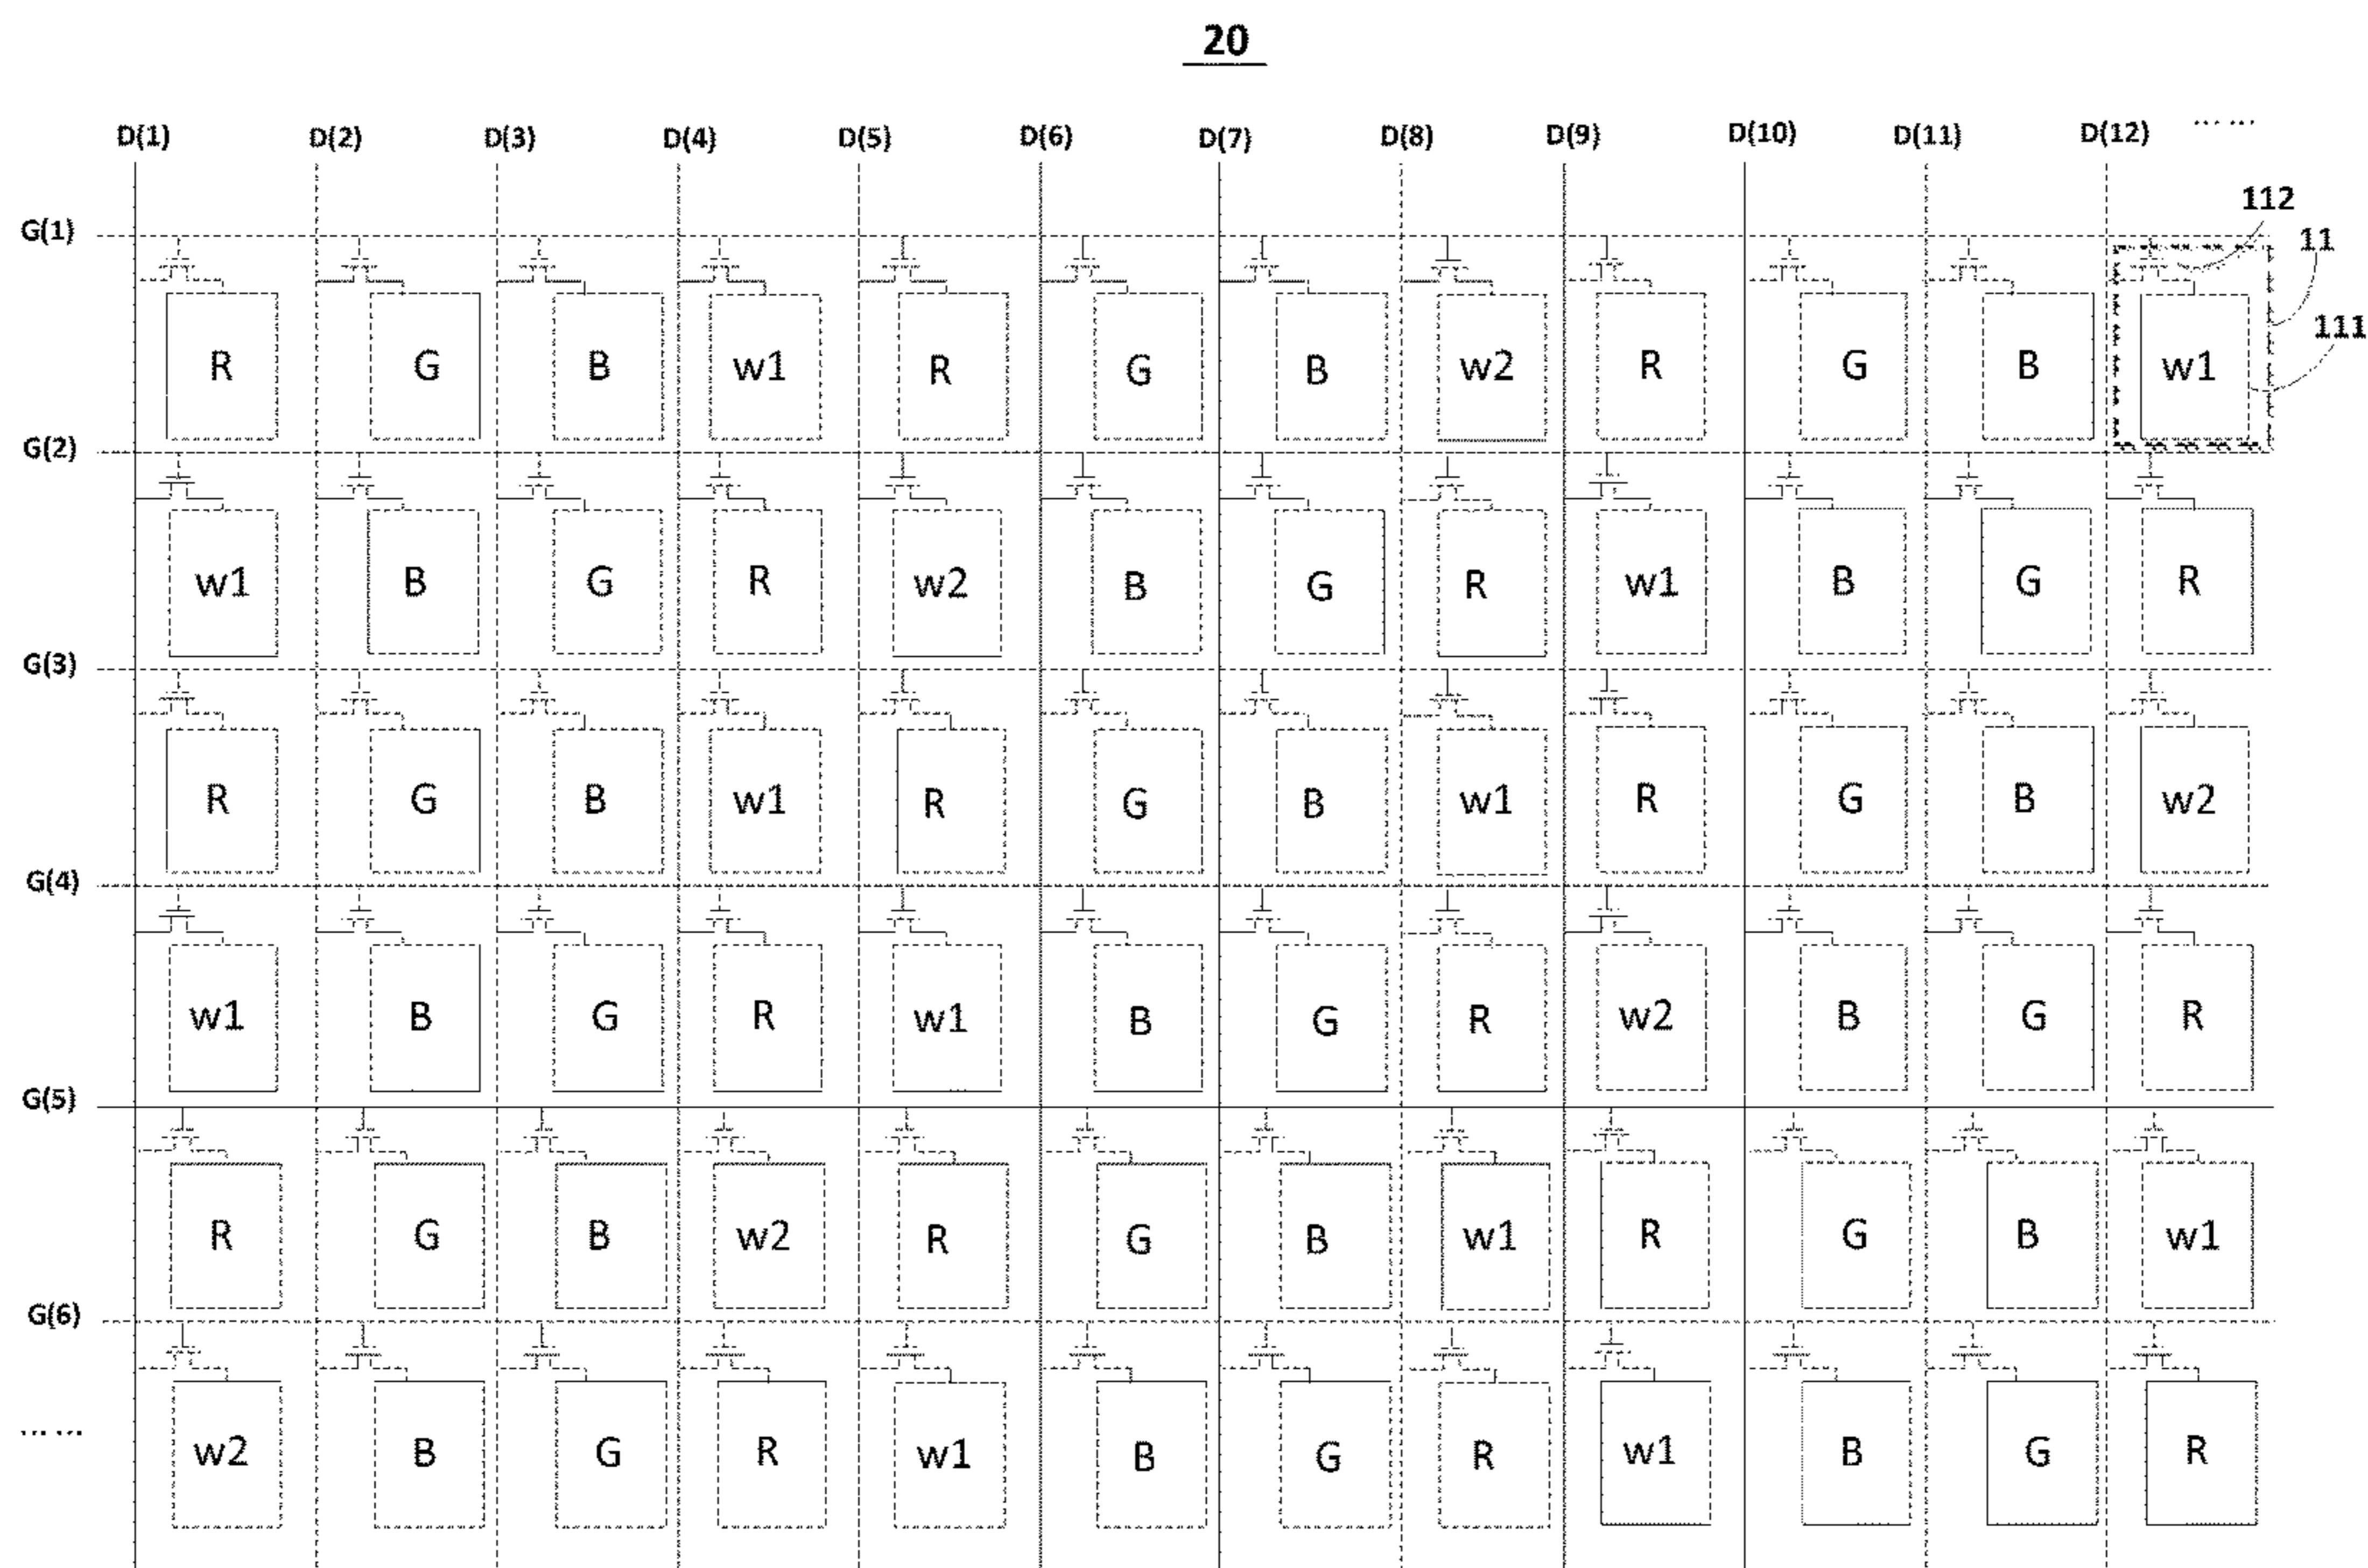 20
D(1) D(2) D(3) D(4) D(5) D(6) D(7) D(8) D(9) D(10) D(11) D(12) ... ...
112
G(1)
11
111
R G B w1 R G B w2 R G B w1
G(2)
w1 B G R w2 B G R w1 B G R
G(3)
R G B w1 R G B w1 R G B w2
G(4)
w1 B G R w1 B G R w2 B G R
G(5)
R G B w2 R G B w1 R G B w1
G(6)
... ... w2 B G R w1 B G R w1 B G R